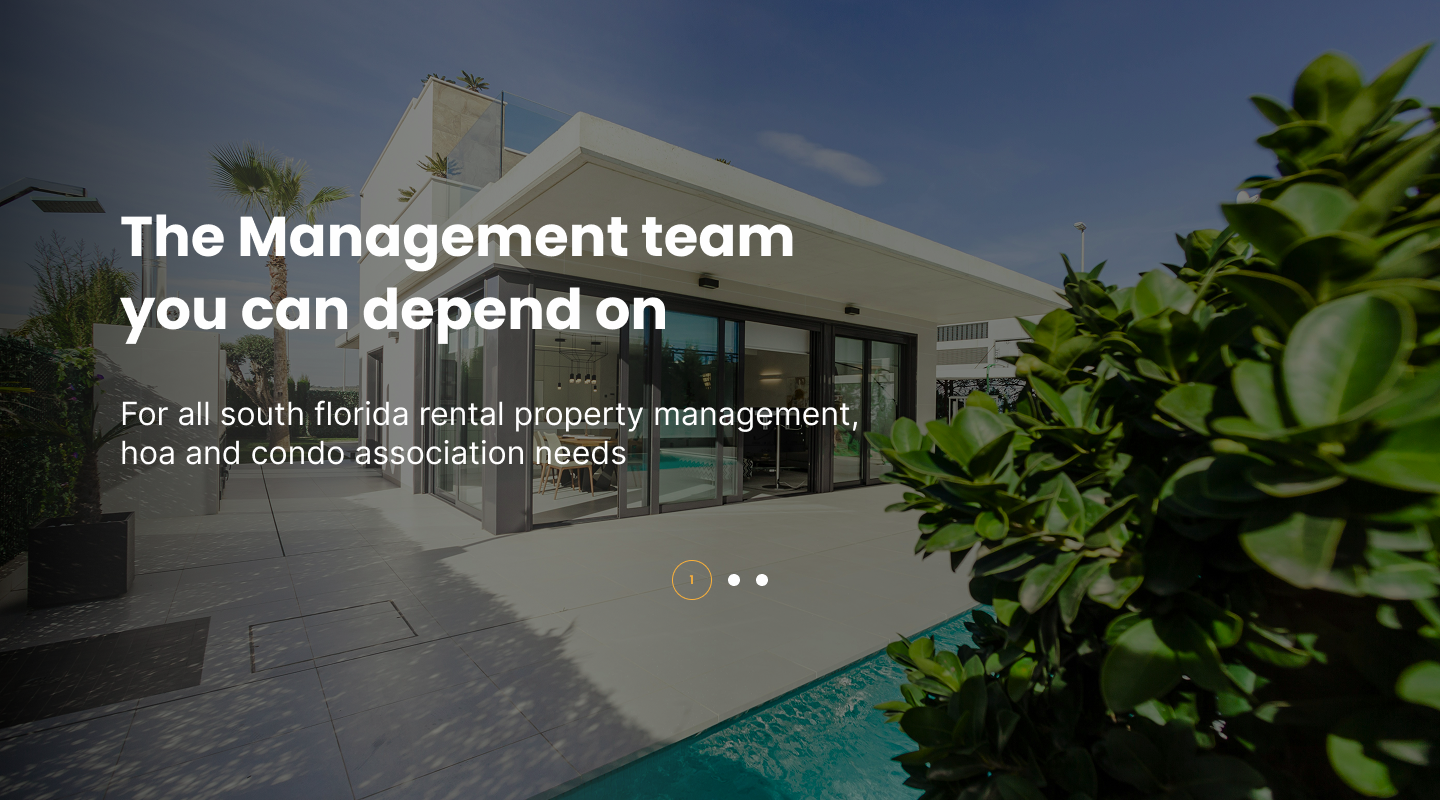 The Management team
you can depend on
For all south florida rental property management,
hoa and condo association needs
1